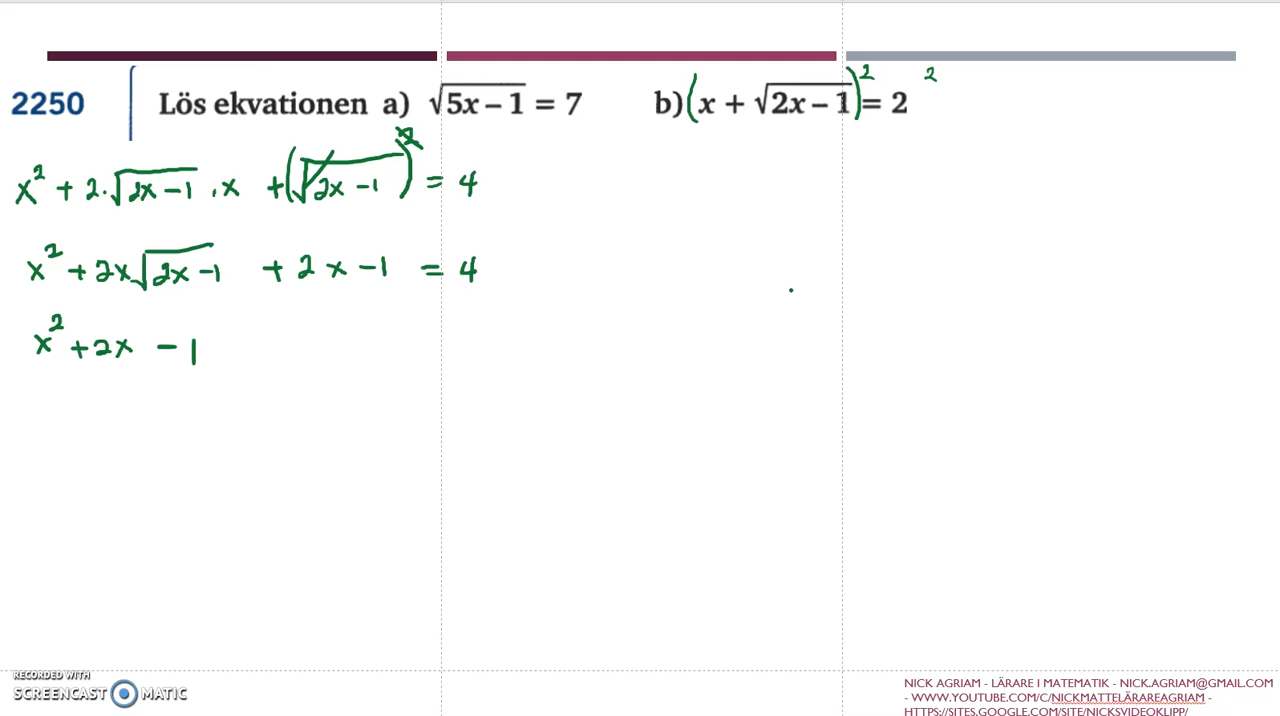 2250 Lös ekvationen a) √(5x – 1) = 7 b) (x + √(2x – 1))² = 2 ²
x² + 2·√(2x – 1) · x + (√(2x – 1))² = 4
x² + 2x√(2x – 1) + 2x – 1 = 4
x² + 2x – 1
RECORDED WITH
SCREENCAST MATIC
NICK AGRIAM - LÄRARE I MATEMATIK - NICK.AGRIAM@GMAIL.COM
- WWW.YOUTUBE.COM/C/NICKMATTELÄRAREAGRIAM -
HTTPS://SITES.GOOGLE.COM/SITE/NICKSVIDEOKLIPP/